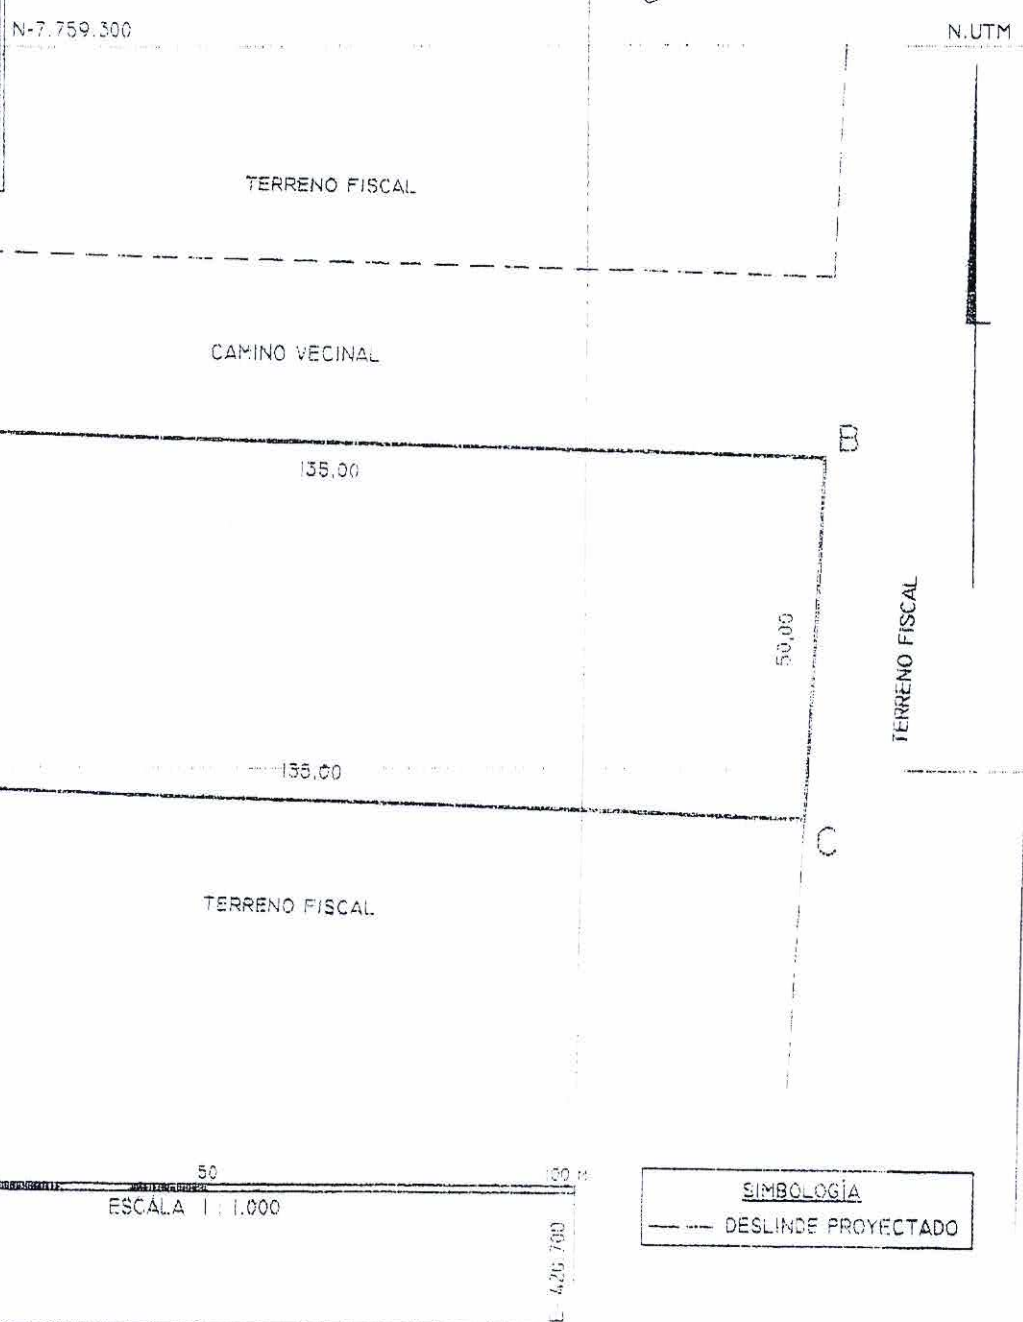 N-7.759.300
N.UTM
TERRENO FISCAL
CAMINO VECINAL
B
135,00
50,00
TERRENO FISCAL
135,00
C
TERRENO FISCAL
50
100 M
ESCALA 1 : 1.000
E- 426.700
SIMBOLOGÍA
DESLINDE PROYECTADO